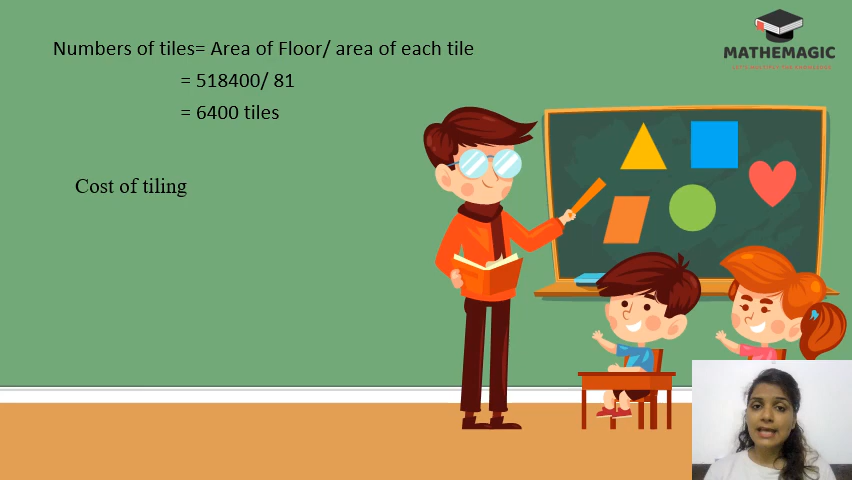 Numbers of tiles= Area of Floor/ area of each tile
= 518400/ 81
= 6400 tiles
Cost of tiling
MATHEMAGIC